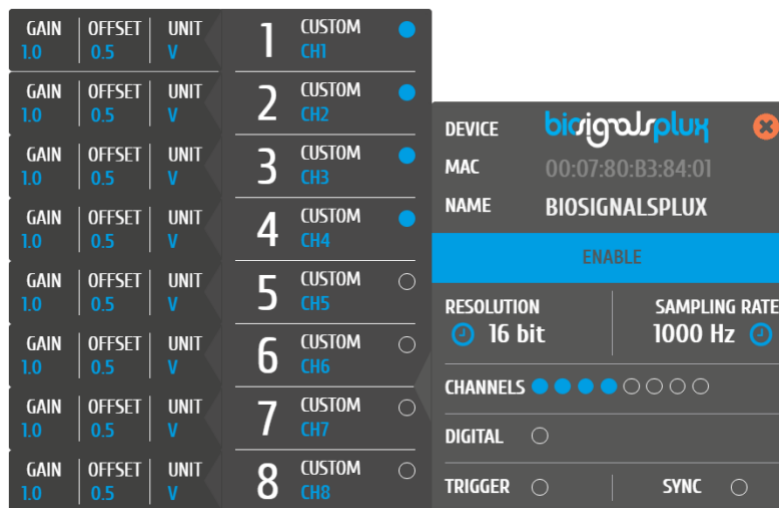 GAIN OFFSET UNIT 1 CUSTOM
1.0 0.5 V CH1
GAIN OFFSET UNIT 2 CUSTOM
1.0 0.5 V CH2
GAIN OFFSET UNIT 3 CUSTOM
1.0 0.5 V CH3
GAIN OFFSET UNIT 4 CUSTOM
1.0 0.5 V CH4
GAIN OFFSET UNIT 5 CUSTOM
1.0 0.5 V CH5
GAIN OFFSET UNIT 6 CUSTOM
1.0 0.5 V CH6
GAIN OFFSET UNIT 7 CUSTOM
1.0 0.5 V CH7
GAIN OFFSET UNIT 8 CUSTOM
1.0 0.5 V CH8
DEVICE biosignalsplux
MAC 00:07:80:B3:84:01
NAME BIOSIGNALSPLUX
ENABLE
RESOLUTION SAMPLING RATE
16 bit 1000 Hz
CHANNELS
DIGITAL
TRIGGER SYNC